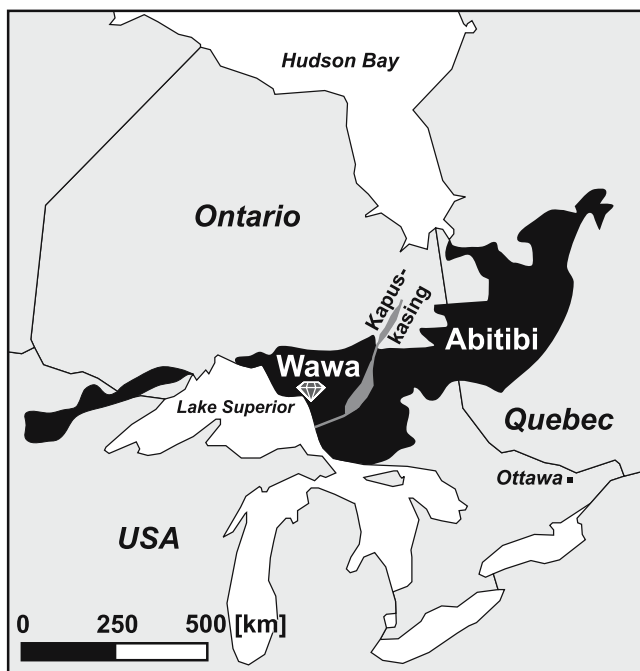 Hudson Bay
Ontario
Kapus-
kasing
Abitibi
Wawa
Lake Superior
Quebec
Ottawa
USA
0 250 500 [km]